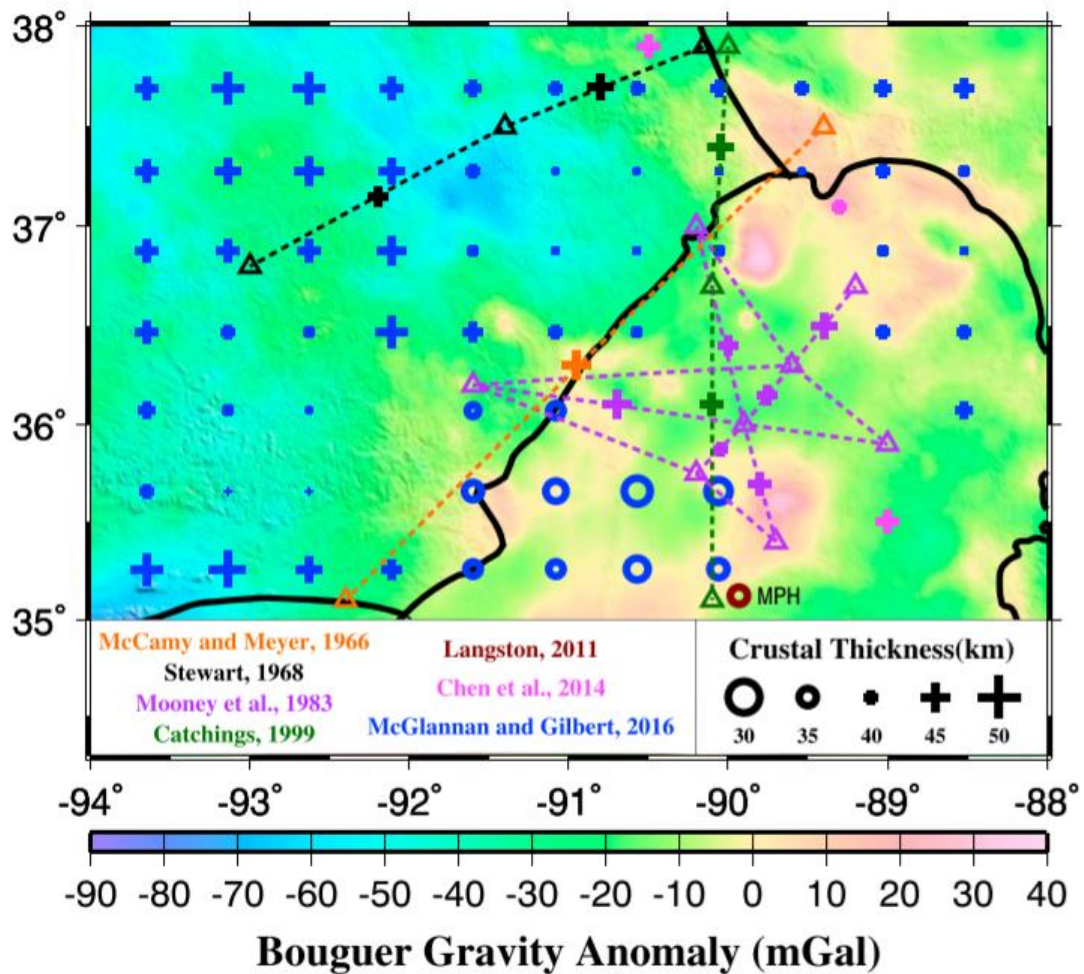 38°
37°
36°
35°
MPH
McCamy and Meyer, 1966
Stewart, 1968
Mooney et al., 1983
Catchings, 1999
Langston, 2011
Chen et al., 2014
McGlannan and Gilbert, 2016
Crustal Thickness(km)
30 35 40 45 50
-94° -93° -92° -91° -90° -89° -88°
-90 -80 -70 -60 -50 -40 -30 -20 -10 0 10 20 30 40
Bouguer Gravity Anomaly (mGal)